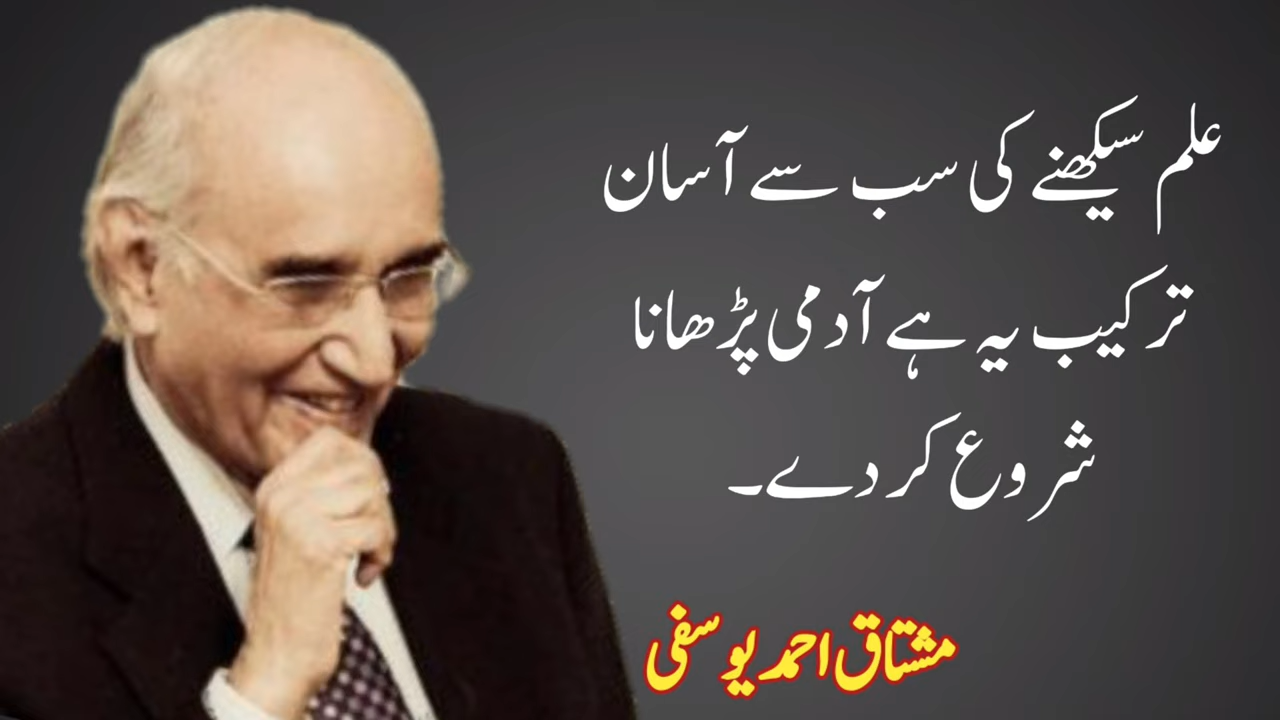 علم سیکھنے کی سب سے آسان
ترکیب یہ ہے آدمی پڑھانا
شروع کر دے۔
مشتاق احمد یوسفی